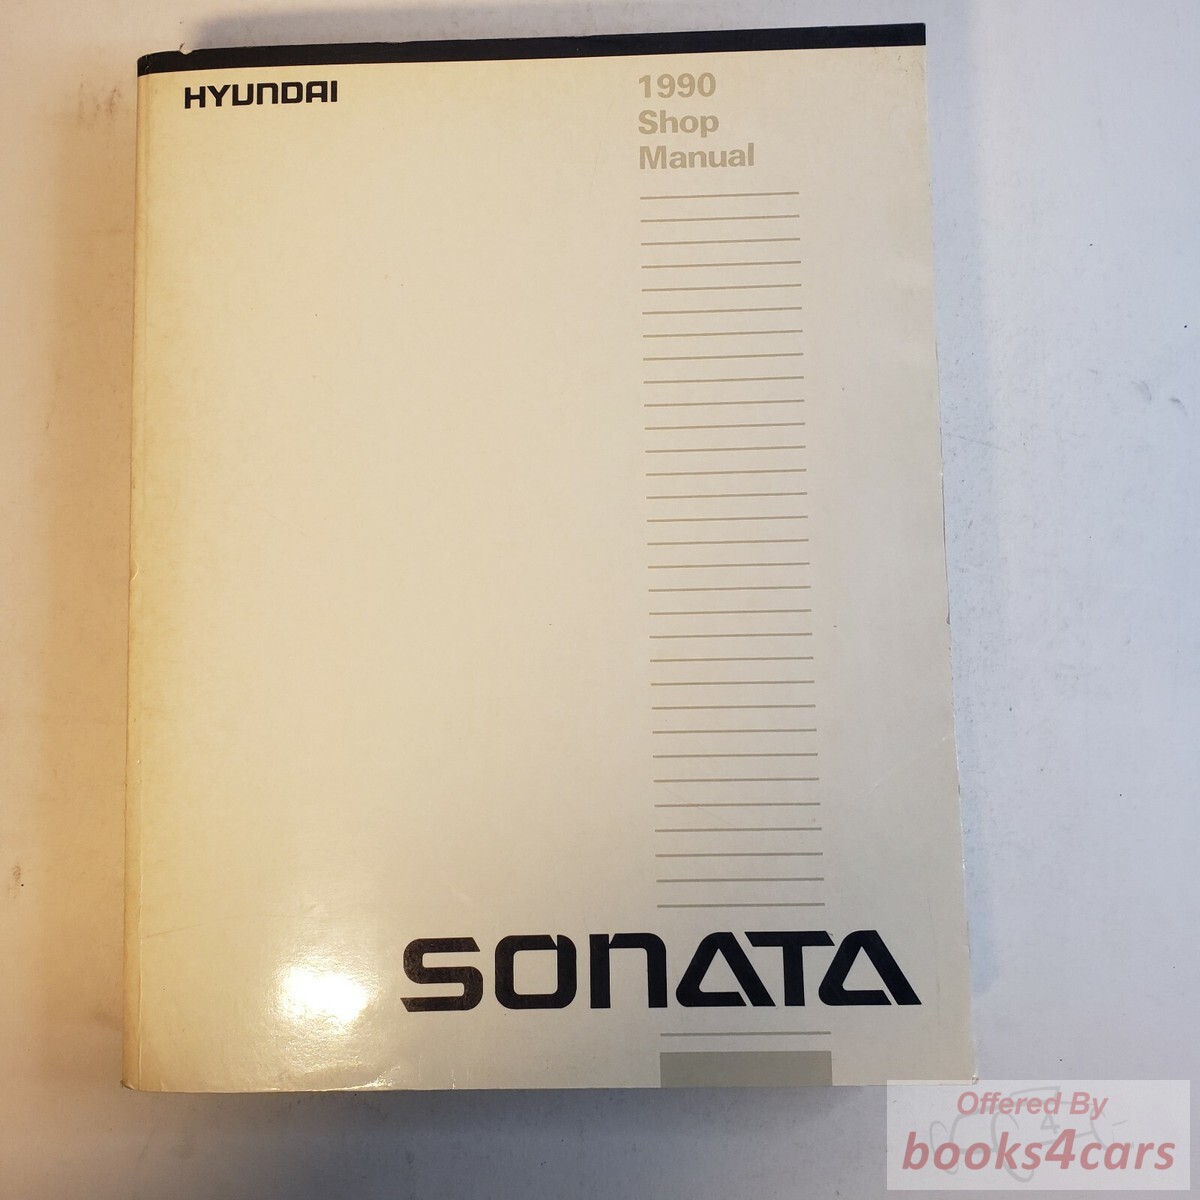 HYUNDAI
1990
Shop
Manual
SONATA
Offered By
books4cars